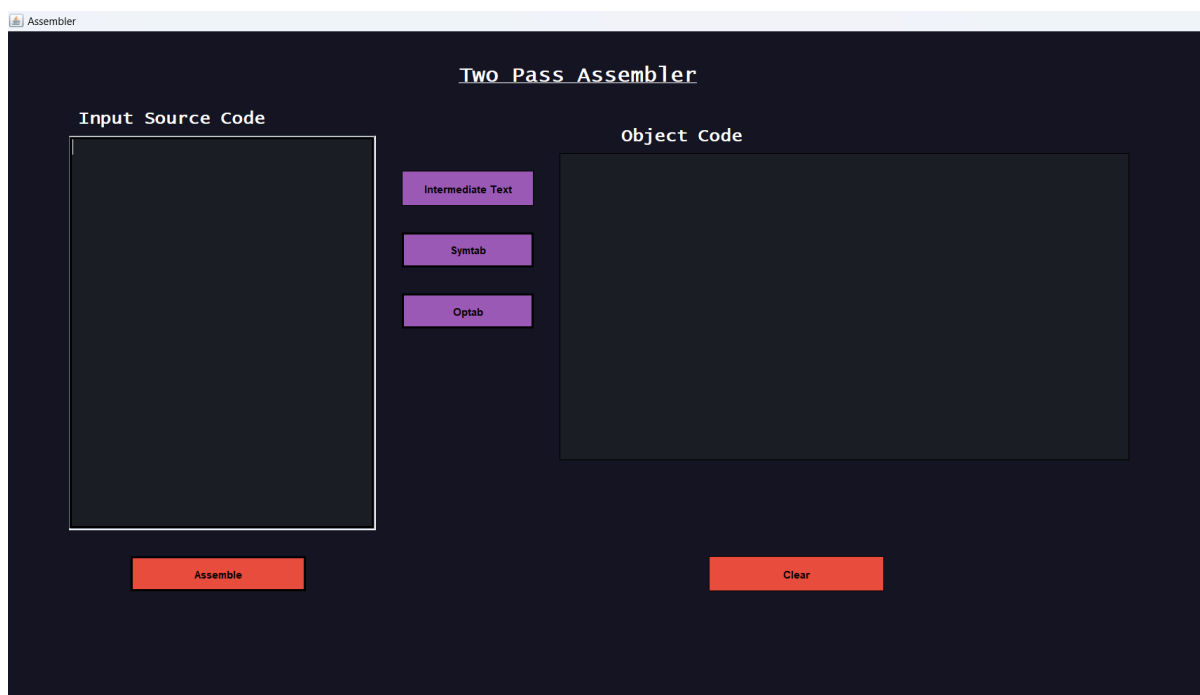 Assembler
Two Pass Assembler
Input Source Code
Object Code
Intermediate Text
Symtab
Optab
Assemble
Clear